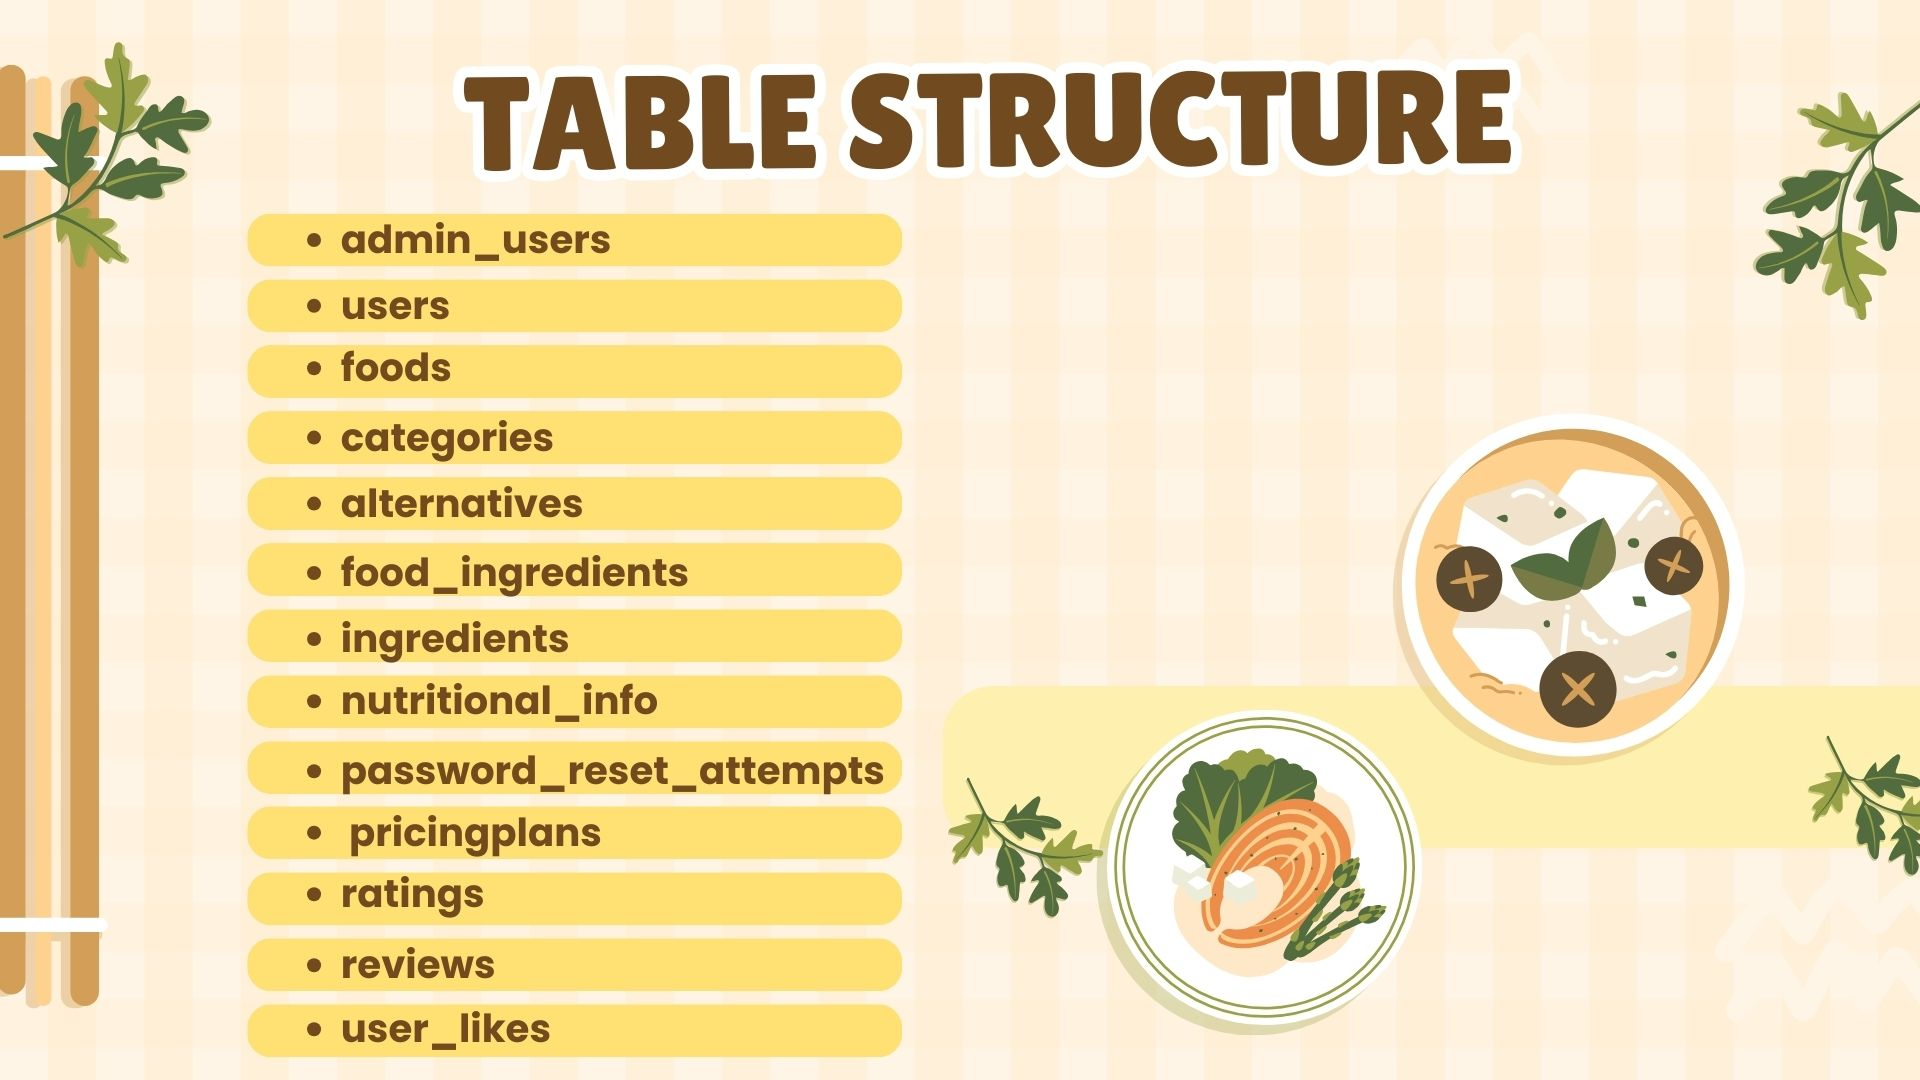 TABLE STRUCTURE
• admin_users
• users
• foods
• categories
• alternatives
• food_ingredients
• ingredients
• nutritional_info
• password_reset_attempts
• pricingplans
• ratings
• reviews
• user_likes